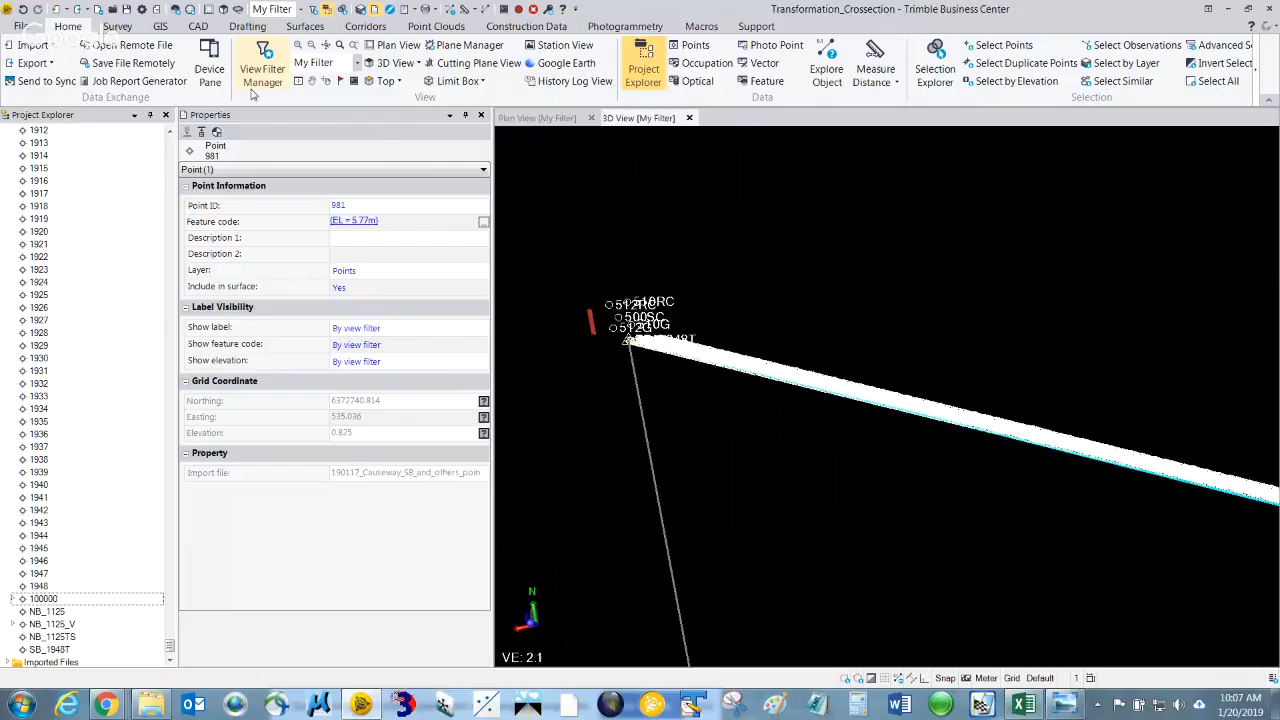 My Filter
Transformation_Crossection - Trimble Business Center
File Home Survey GIS CAD Drafting Surfaces Corridors Point Clouds Construction Data Photogrammetry Macros Support
Import Open Remote File Plan View Plane Manager Station View Points Photo Point Select Points Select Observations Advanced Se
Export Save File Remotely Device Pane View Filter Manager My Filter 3D View Cutting Plane View Google Earth Project Explorer Occupation Vector Explore Object Measure Distance Selection Explorer Select Duplicate Points Select by Layer Invert Select
Send to Sync Job Report Generator Top Limit Box History Log View Optical Feature Select by Elevation Select Similar Select All
Data Exchange View Data Selection
Project Explorer
1912
1913
1914
1915
1916
1917
1918
1919
1920
1921
1922
1923
1924
1925
1926
1927
1928
1929
1930
1931
1932
1933
1934
1935
1936
1937
1938
1939
1940
1941
1942
1943
1944
1945
1946
1947
1948
100000
NB_1125
NB_1125_V
NB_1125TS
SB_1948T
Imported Files
Properties
Point
981
Point (1)
Point Information
Point ID: 981
Feature code: (EL = 5.77m)
Description 1:
Description 2:
Layer: Points
Include in surface: Yes
Label Visibility
Show label: By view filter
Show feature code: By view filter
Show elevation: By view filter
Grid Coordinate
Northing: 6372740.814
Easting: 535.036
Elevation: 0.825
Property
Import file: 190117_Causeway_SB_and_others_poin
Plan View [My Filter] 3D View [My Filter]
512RC
500SC
512G
N
VE: 2.1
Snap Meter Grid Default 1
10:07 AM
1/20/2019